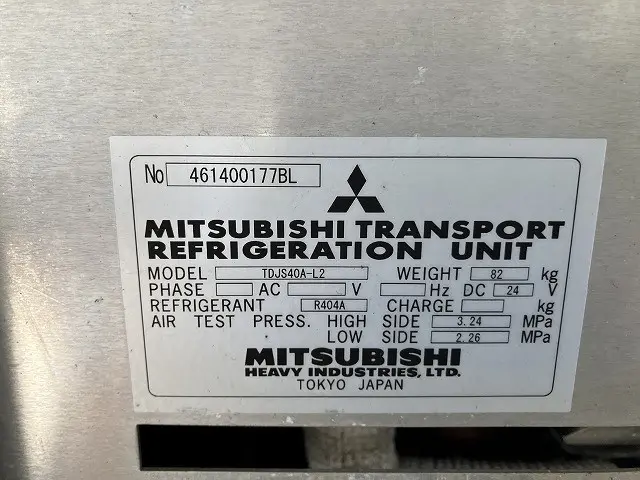 No 461400177BL
MITSUBISHI TRANSPORT
REFRIGERATION UNIT
MODEL TDJS40A-L2 WEIGHT 82 kg
PHASE AC V Hz DC 24 V
REFRIGERANT R404A CHARGE kg
AIR TEST PRESS. HIGH SIDE 3.24 MPa
LOW SIDE 2.26 MPa
MITSUBISHI
HEAVY INDUSTRIES, LTD.
TOKYO JAPAN